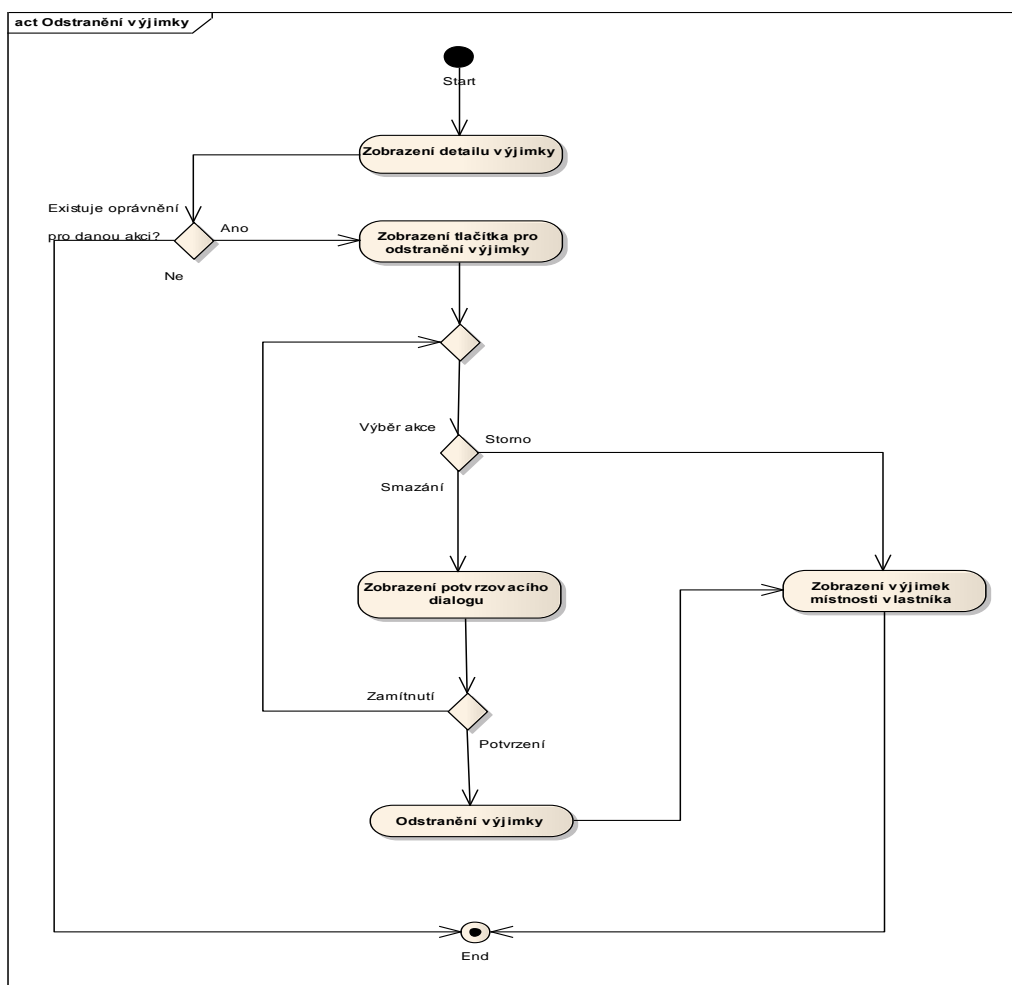 act Odstranění výjimky
Start
Zobrazení detailu výjimky
Existuje oprávnění
pro danou akci?
Ano
Ne
Zobrazení tlačítka pro
odstranění výjimky
Výběr akce
Storno
Smazání
Zobrazení potvrzovacího
dialogu
Zobrazení výjimek
místnosti vlastníka
Zamítnutí
Potvrzení
Odstranění výjimky
End